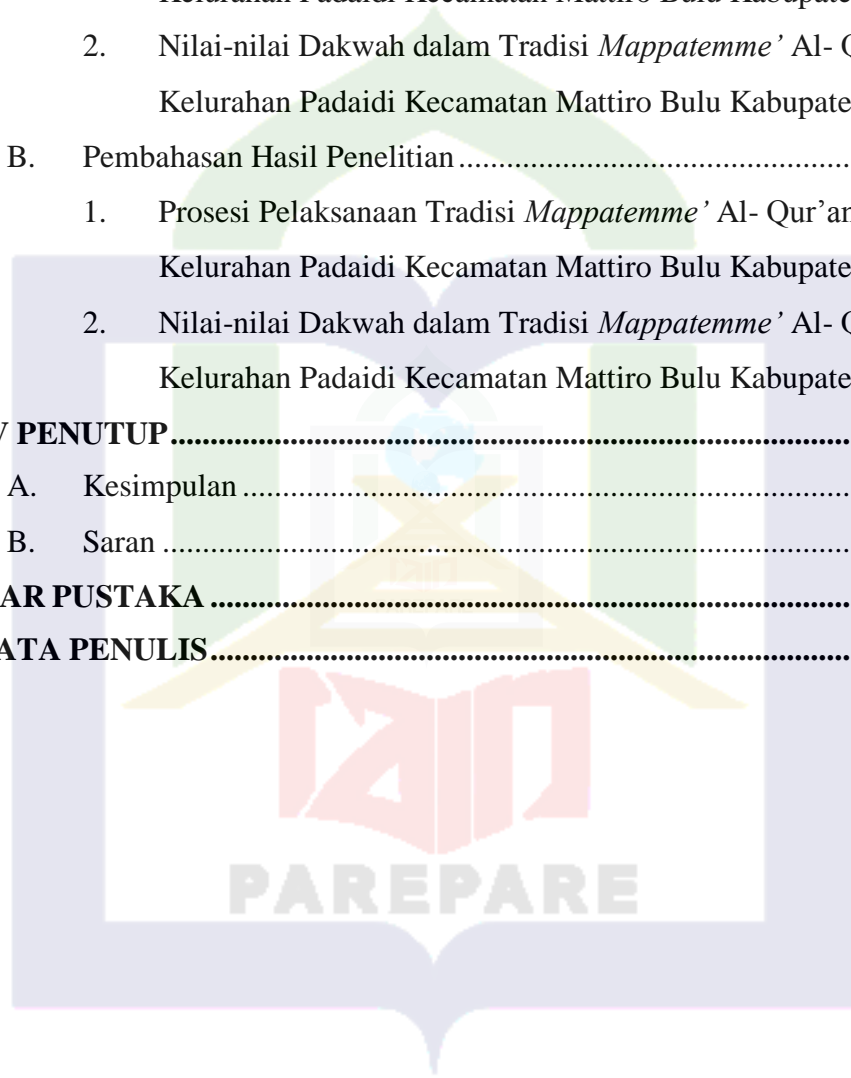 Kelurahan Padaidi Kecamatan Mattiro Bulu Kabupate
2. Nilai-nilai Dakwah dalam Tradisi Mappatemme’ Al- Q
Kelurahan Padaidi Kecamatan Mattiro Bulu Kabupate
B. Pembahasan Hasil Penelitian ..................................................
1. Prosesi Pelaksanaan Tradisi Mappatemme’ Al- Qur’an
Kelurahan Padaidi Kecamatan Mattiro Bulu Kabupate
2. Nilai-nilai Dakwah dalam Tradisi Mappatemme’ Al- Q
Kelurahan Padaidi Kecamatan Mattiro Bulu Kabupate
V PENUTUP..........................................................................
A. Kesimpulan ..................................................................
B. Saran ..........................................................................
AR PUSTAKA ......................................................................
ATA PENULIS......................................................................
iain
PAREPARE